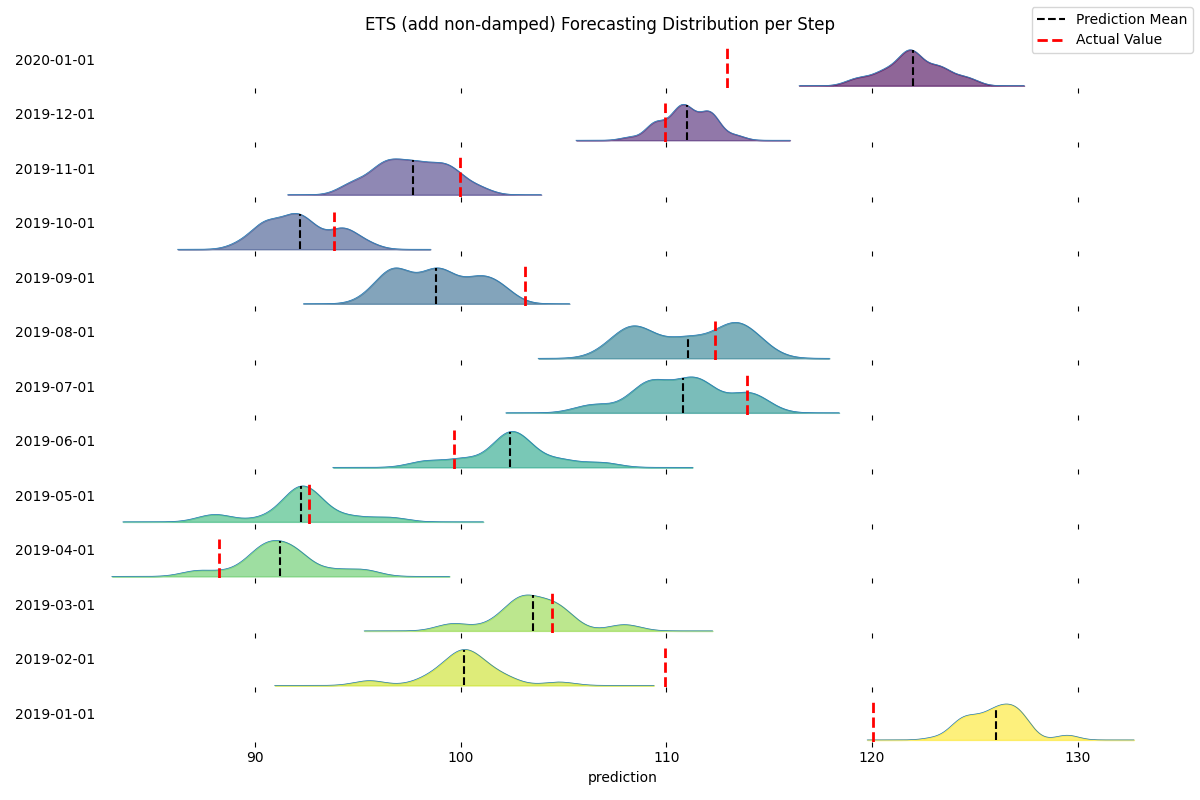 ETS (add non-damped) Forecasting Distribution per Step
Prediction Mean
Actual Value
2020-01-01
2019-12-01
2019-11-01
2019-10-01
2019-09-01
2019-08-01
2019-07-01
2019-06-01
2019-05-01
2019-04-01
2019-03-01
2019-02-01
2019-01-01
90 100 110 120 130
prediction